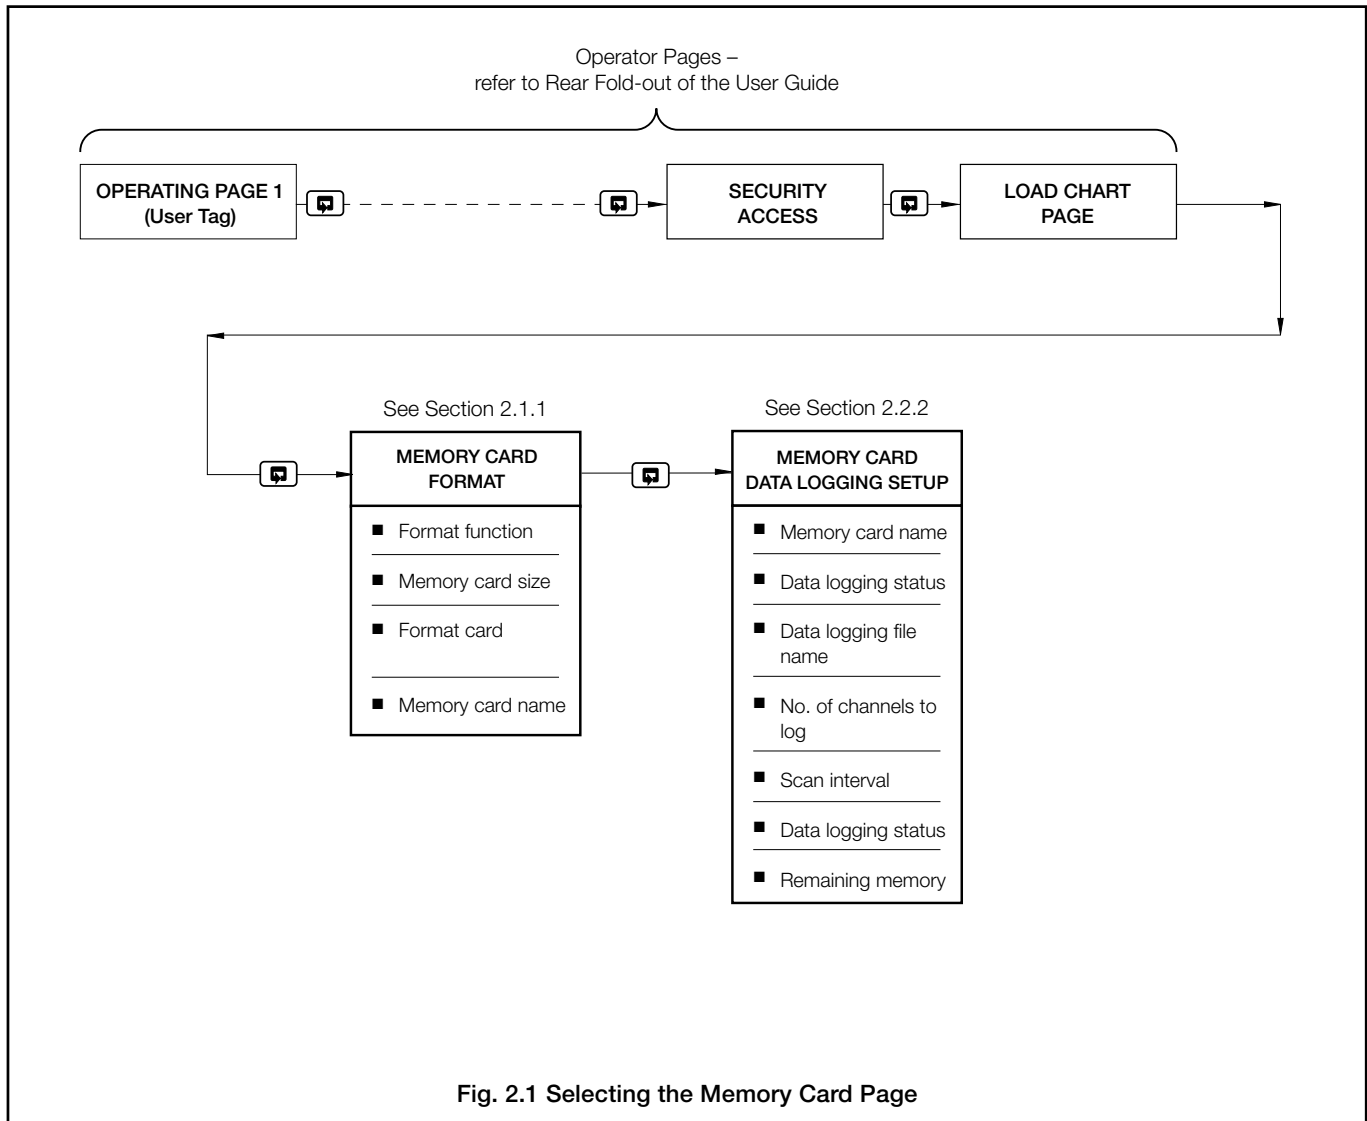 Operator Pages –
refer to Rear Fold-out of the User Guide
OPERATING PAGE 1
(User Tag)
SECURITY
ACCESS
LOAD CHART
PAGE
See Section 2.1.1
MEMORY CARD
FORMAT
■ Format function
■ Memory card size
■ Format card
■ Memory card name
See Section 2.2.2
MEMORY CARD
DATA LOGGING SETUP
■ Memory card name
■ Data logging status
■ Data logging file
name
■ No. of channels to
log
■ Scan interval
■ Data logging status
■ Remaining memory
Fig. 2.1 Selecting the Memory Card Page